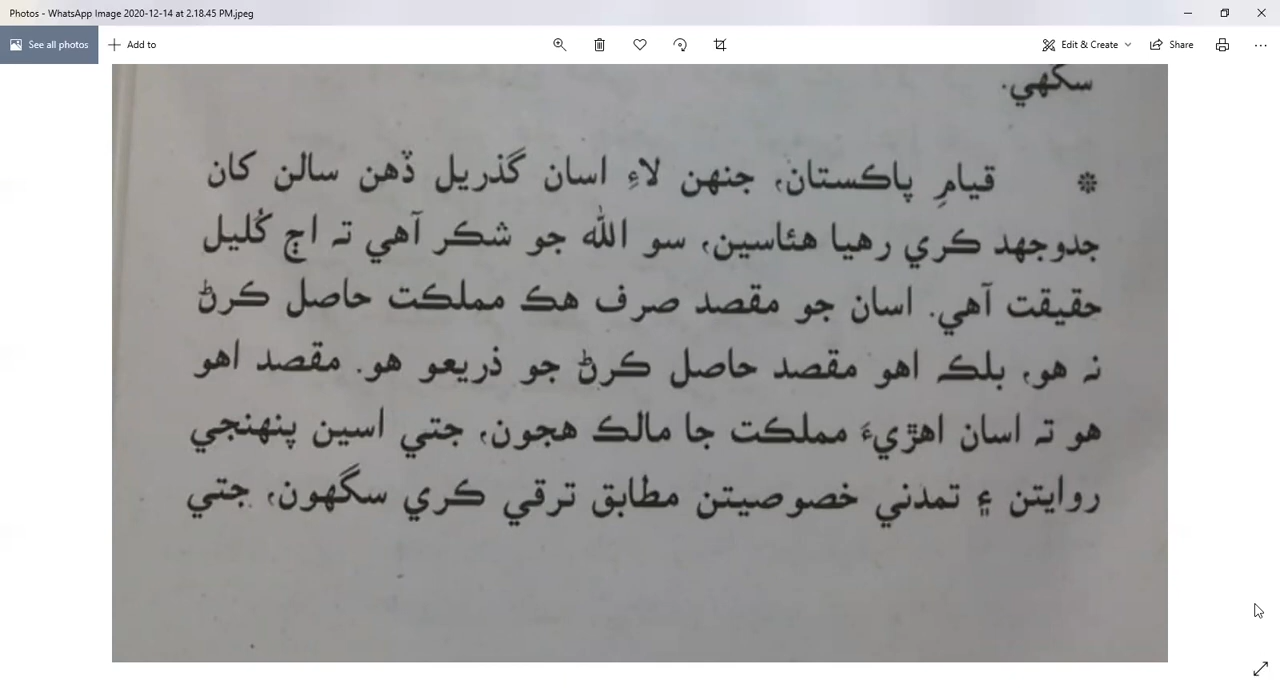 Photos - WhatsApp Image 2020-12-14 at 2.18.45 PM.jpeg
See all photos
Add to
Edit & Create
Share
سگهي.
❊ قيامِ پاڪستان، جنهن لاءِ اسان گذريل ڏهن سالن کان
جدوجهد ڪري رهيا هئاسين، سو الله جو شڪر آهي تہ اڄ کُليل
حقيقت آهي. اسان جو مقصد صرف هڪ مملڪت حاصل ڪرڻ
نہ هو، بلڪ اهو مقصد حاصل ڪرڻ جو ذريعو هو. مقصد اهو
هو تہ اسان اهڙيءَ مملڪت جا مالڪ هجون، جتي اسين پنهنجي
روايتن ۽ تمدني خصوصيتن مطابق ترقي ڪري سگهون، جتي